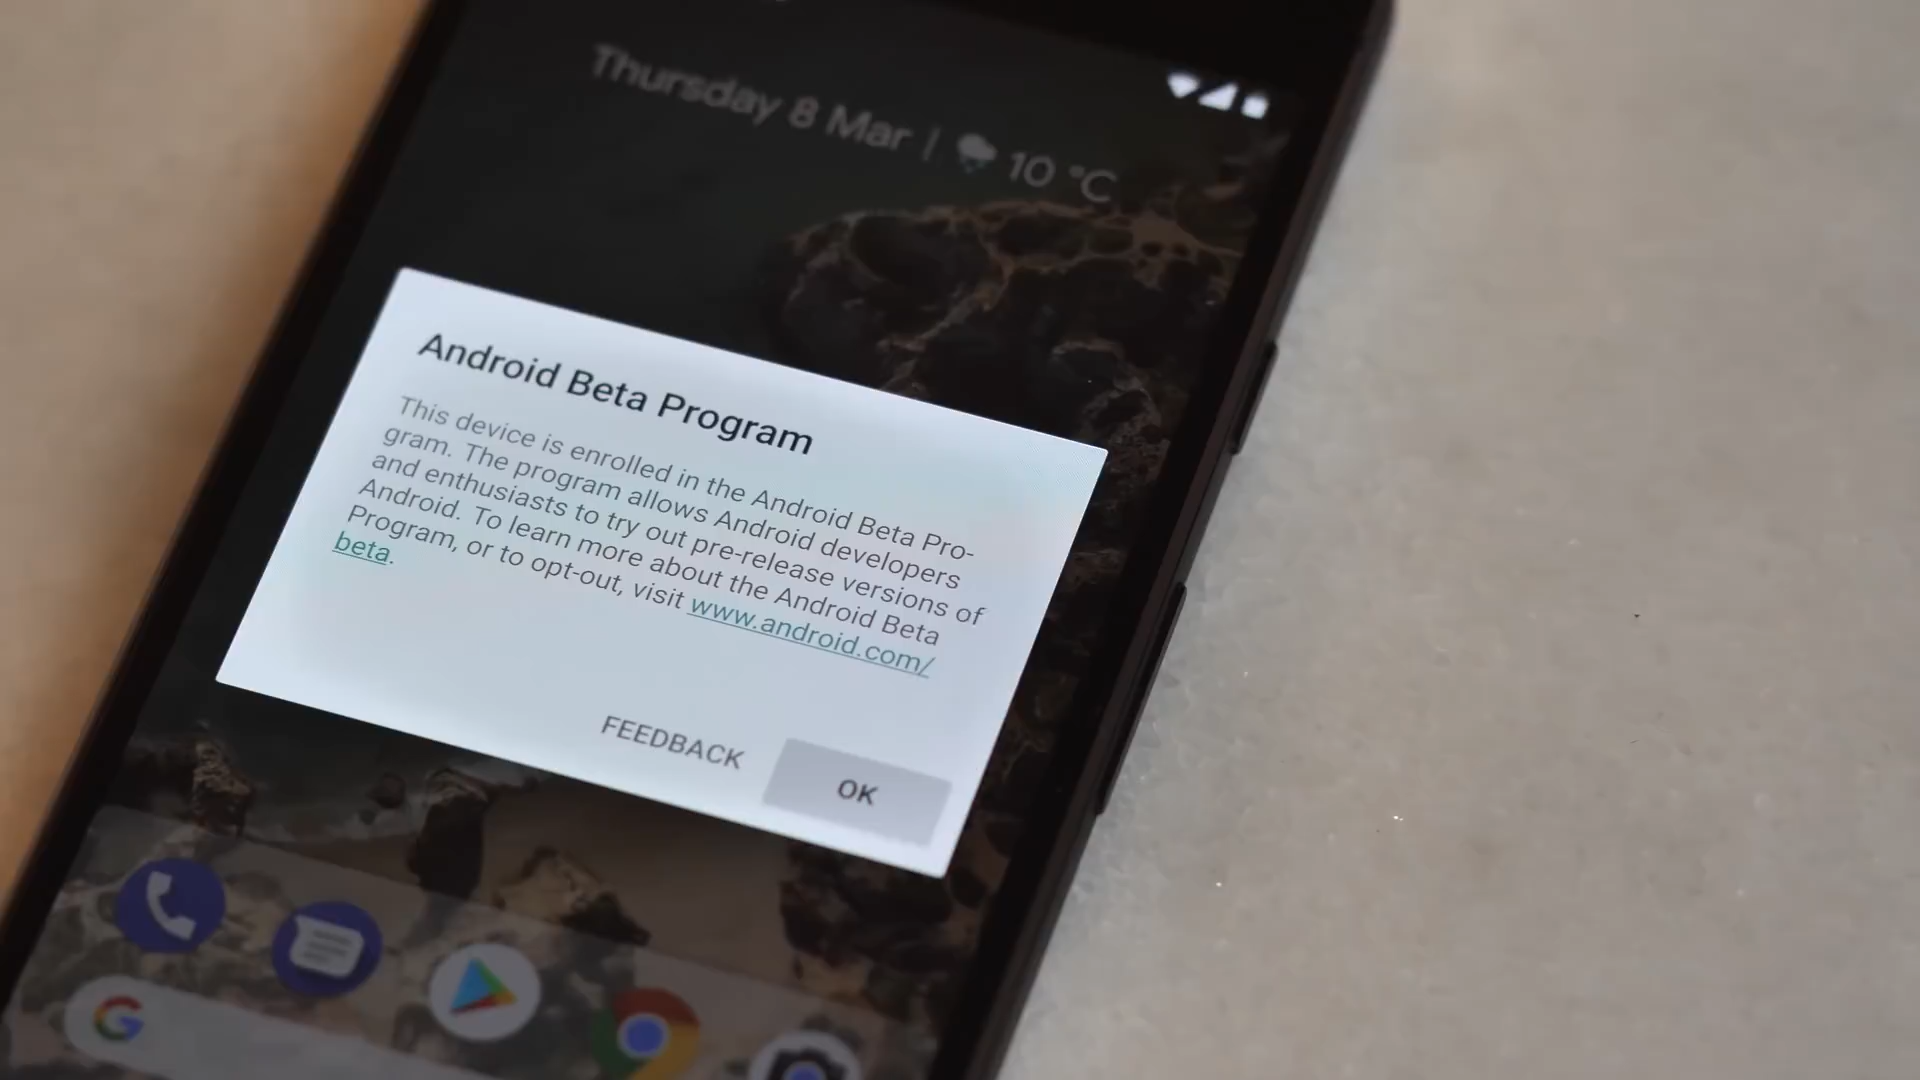 Thursday 8 Mar | 10 °C
Android Beta Program
This device is enrolled in the Android Beta Pro-
gram. The program allows Android developers
and enthusiasts to try out pre-release versions of
Android. To learn more about the Android Beta
Program, or to opt-out, visit www.android.com/
beta.
FEEDBACK
OK
G